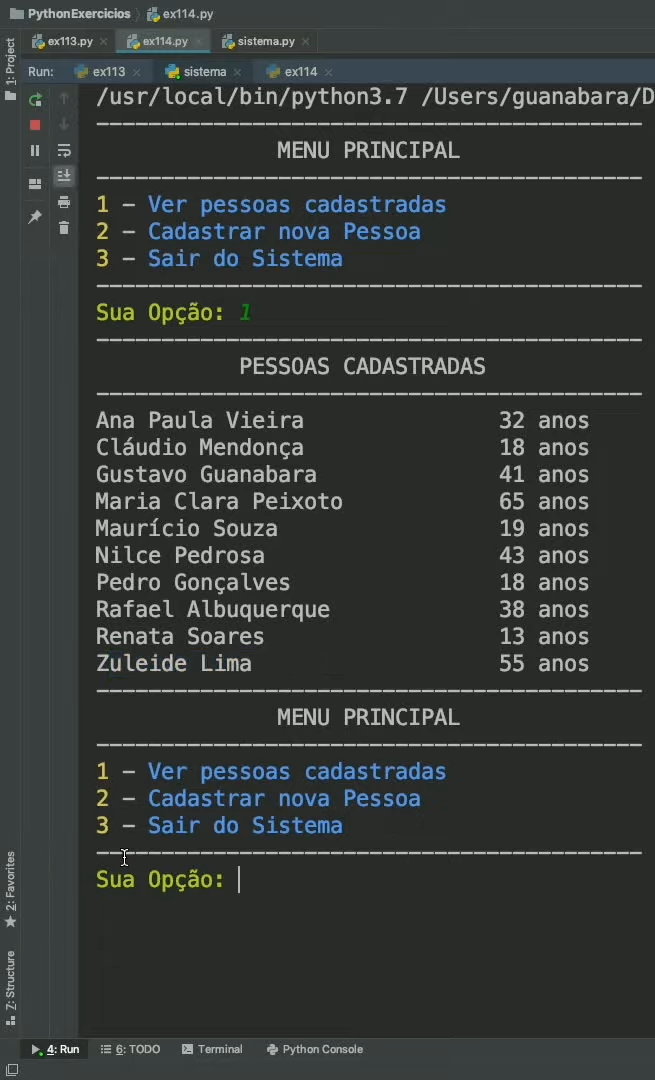 PythonExercicios ex114.py
ex113.py ex114.py sistema.py
Run: ex113 sistema ex114
1: Project
/usr/local/bin/python3.7 /Users/guanabara/D
MENU PRINCIPAL
1 - Ver pessoas cadastradas
2 - Cadastrar nova Pessoa
3 - Sair do Sistema
Sua Opção: 1
PESSOAS CADASTRADAS
Ana Paula Vieira 32 anos
Cláudio Mendonça 18 anos
Gustavo Guanabara 41 anos
Maria Clara Peixoto 65 anos
Maurício Souza 19 anos
Nilce Pedrosa 43 anos
Pedro Gonçalves 18 anos
Rafael Albuquerque 38 anos
Renata Soares 13 anos
Zuleide Lima 55 anos
MENU PRINCIPAL
1 - Ver pessoas cadastradas
2 - Cadastrar nova Pessoa
3 - Sair do Sistema
Sua Opção:
2: Favorites
7: Structure
4: Run 6: TODO Terminal Python Console